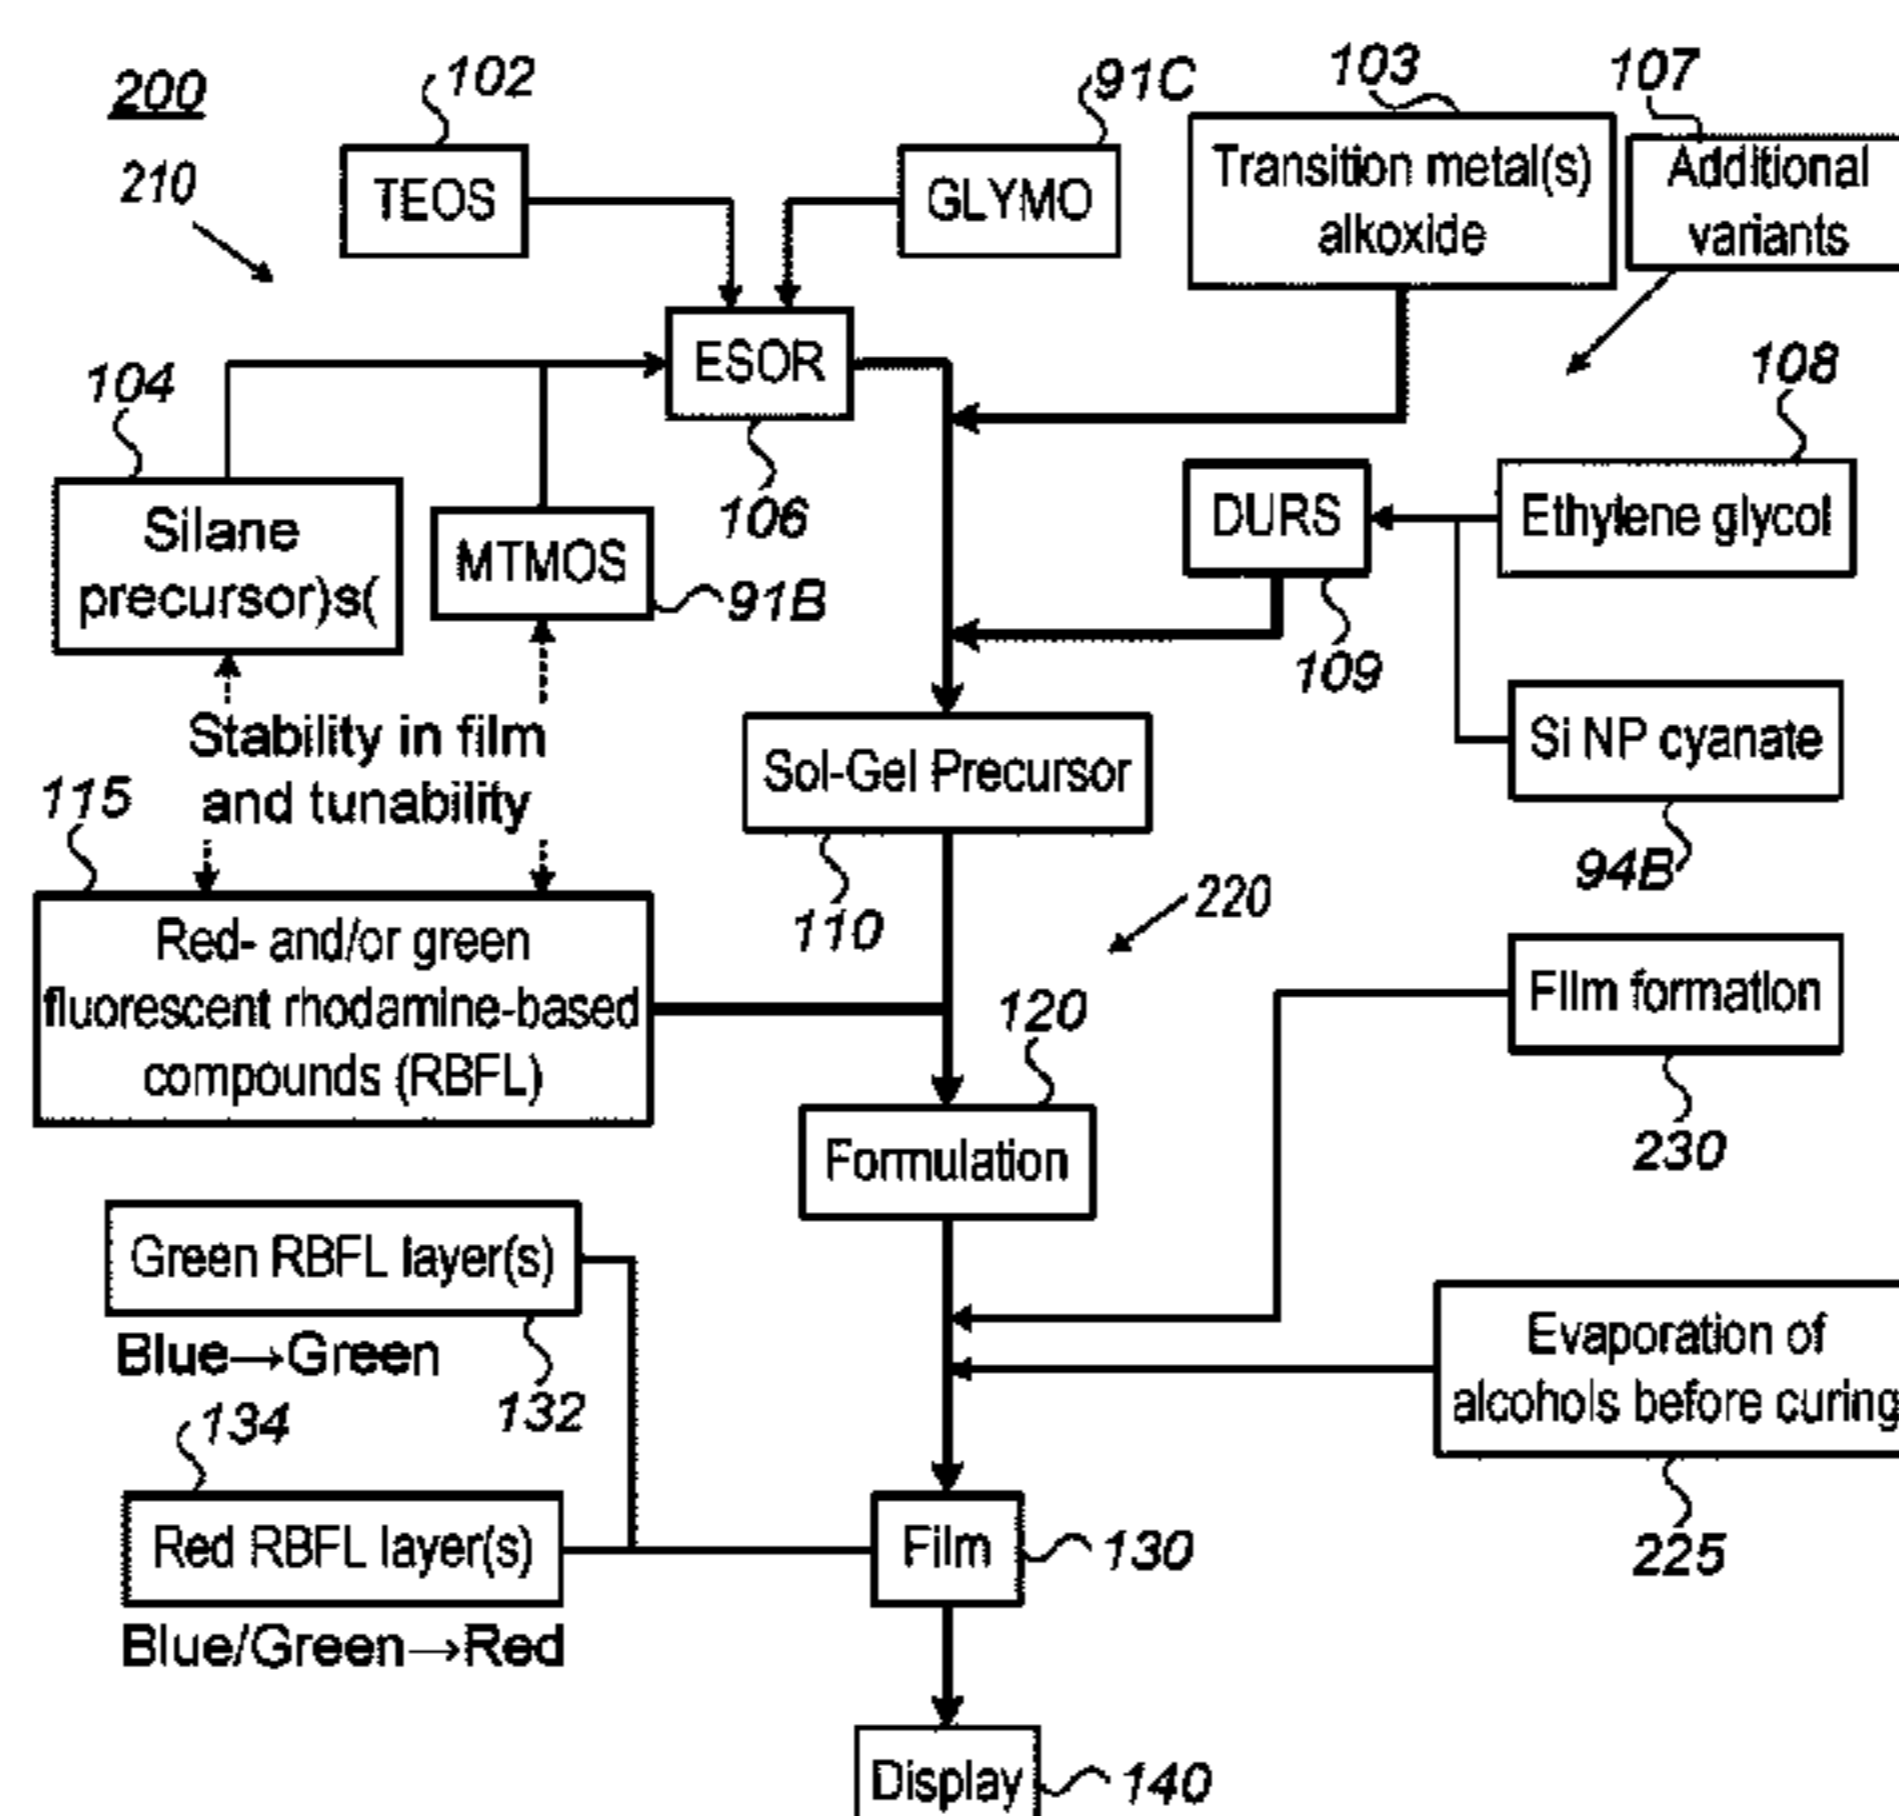 200
210
102
TEOS
91C
GLYMO
103
Transition metal(s)
alkoxide
107
Additional
variants
ESOR
106
104
Silane
precursor)s(
MTMOS
91B
108
Ethylene glycol
DURS
109
Si NP cyanate
94B
Stability in film
and tunability
Sol-Gel Precursor
110
115
Red- and/or green
fluorescent rhodamine-based
compounds (RBFL)
220
120
Formulation
Film formation
230
Green RBFL layer(s)
Blue→Green
132
Evaporation of
alcohols before curing
225
134
Red RBFL layer(s)
Blue/Green→Red
Film
130
Display
140